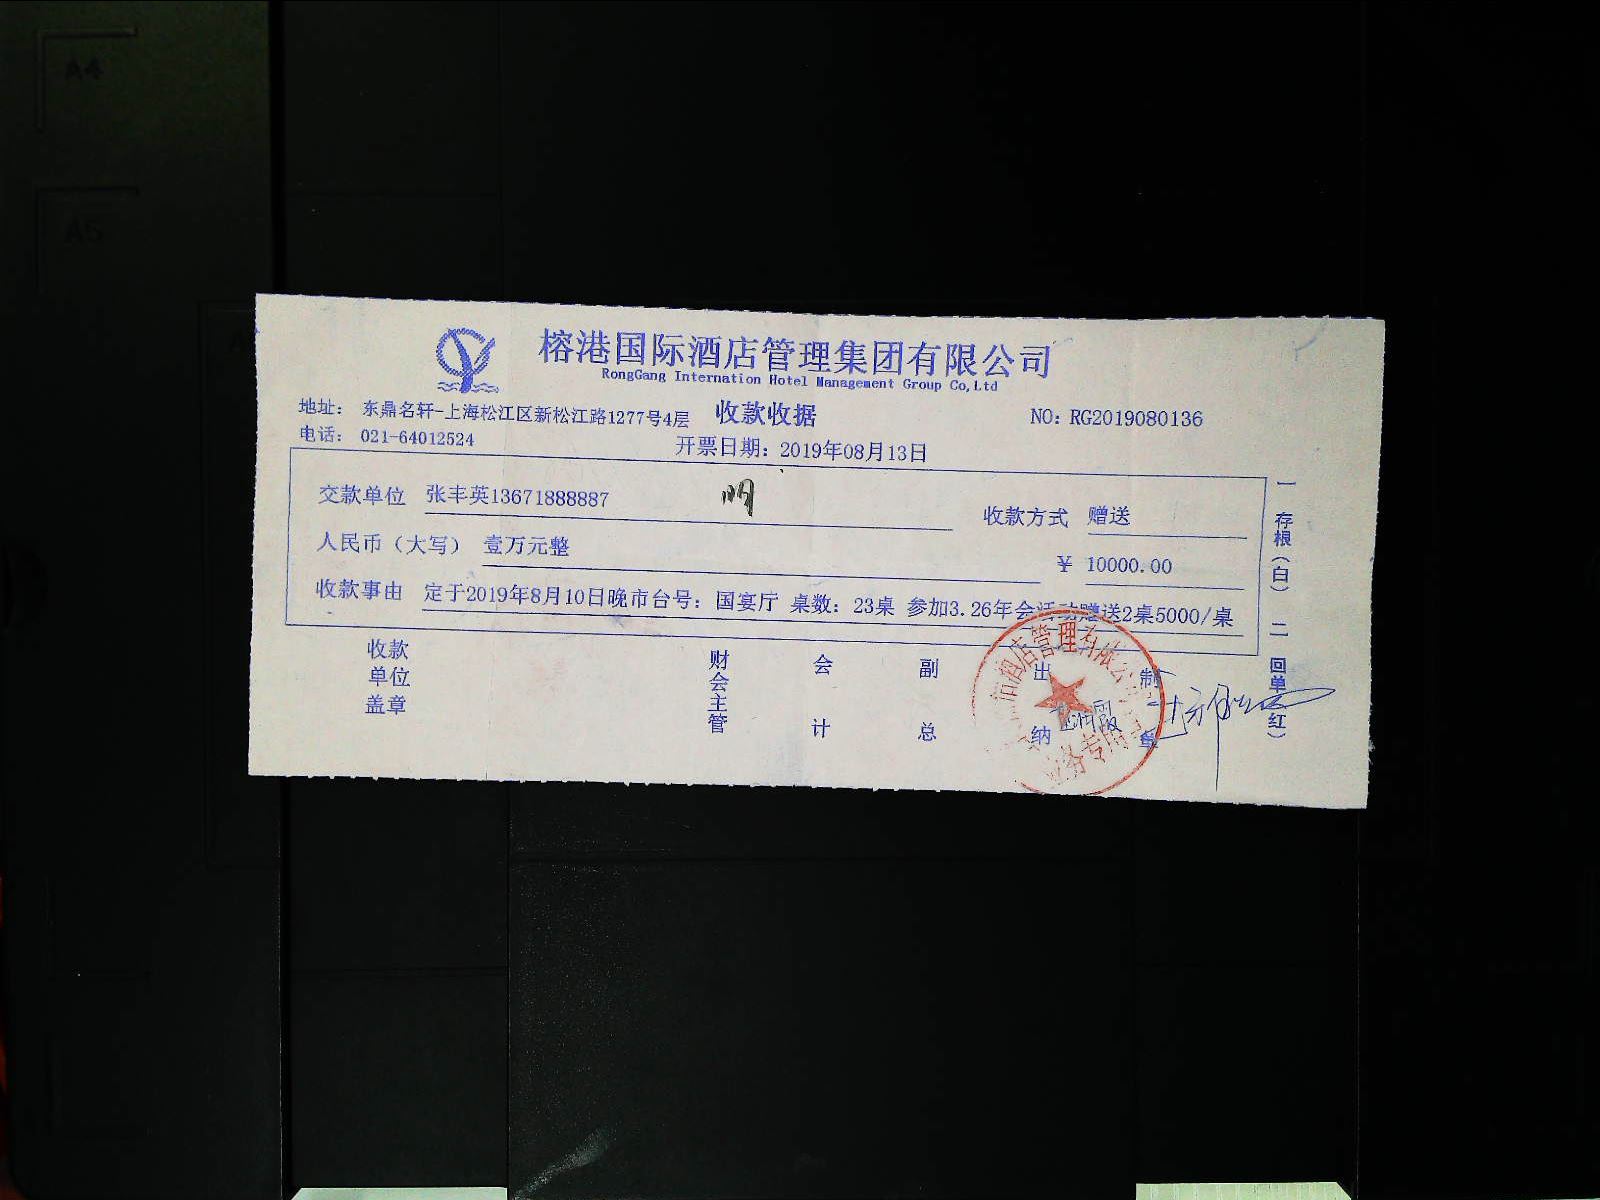 A4
A5
榕港国际酒店管理集团有限公司
RongGang Internation Hotel Management Group Co,Ltd
地址： 东鼎名轩-上海松江区新松江路1277号4层 收款收据 NO: RG2019080136
电话： 021-64012524 开票日期: 2019年08月13日
交款单位 张丰英13671888887 收款方式 赠送
人民币（大写） 壹万元整 ￥ 10000.00
收款事由 定于2019年8月10日晚市台号: 国宴厅 桌数: 23桌 参加3.26年会活动赠送2桌5000/桌
收款单位盖章 财会主管 会计 副总 出纳 制
一 存根（白） 二 回单（红）
酒店管理有限公